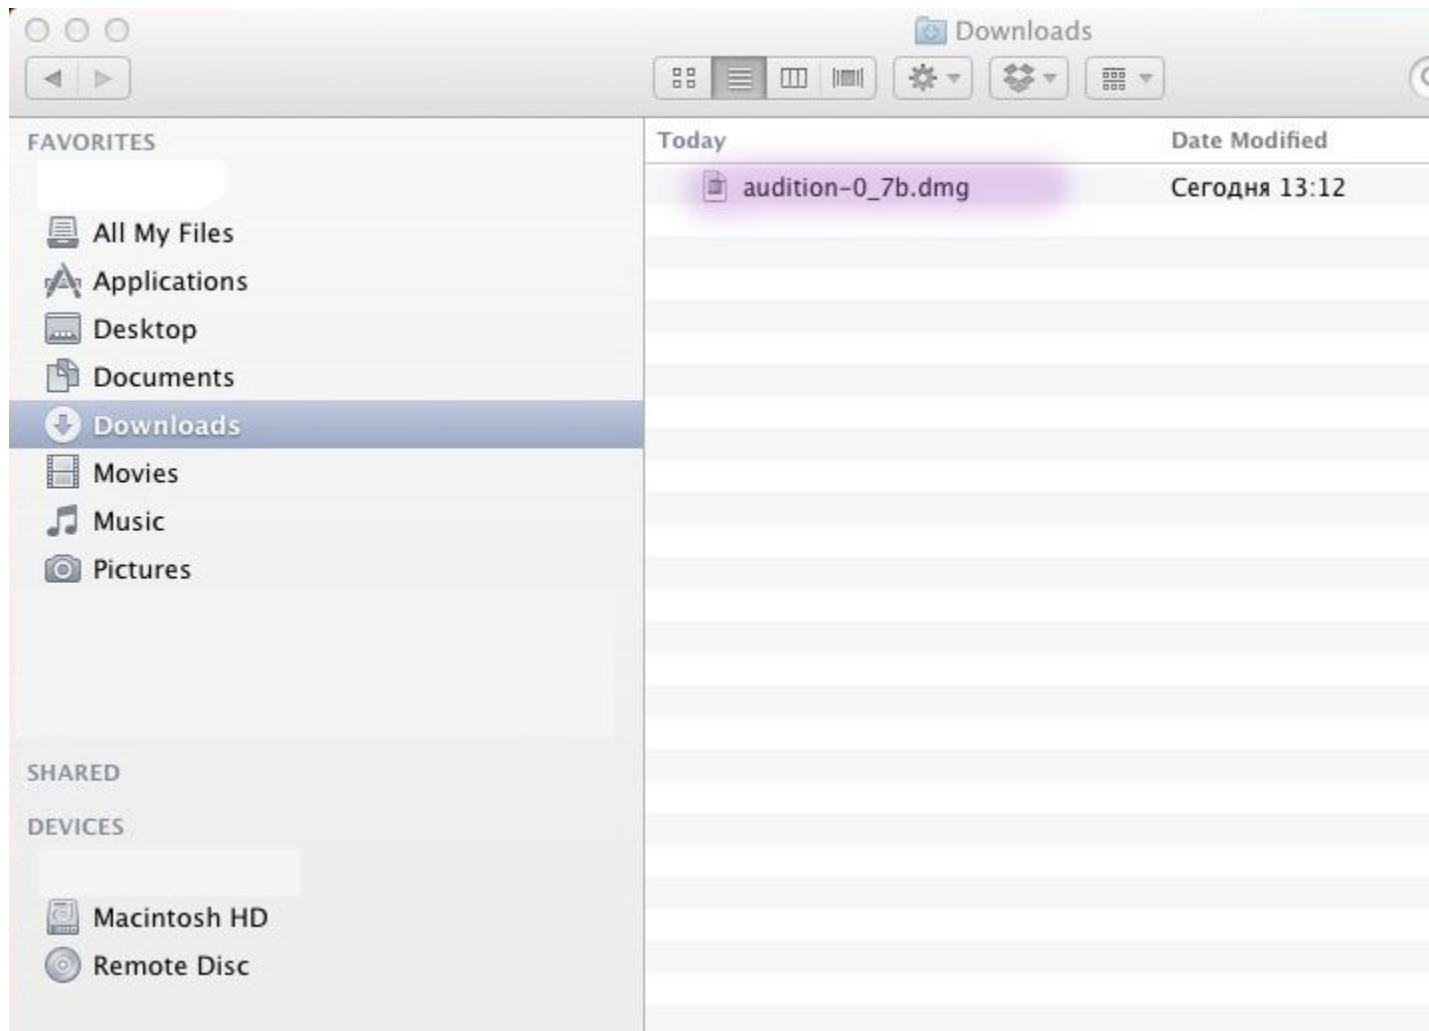 Downloads
FAVORITES
Today
Date Modified
audition-0_7b.dmg
Сегодня 13:12
All My Files
Applications
Desktop
Documents
Downloads
Movies
Music
Pictures
SHARED
DEVICES
Macintosh HD
Remote Disc